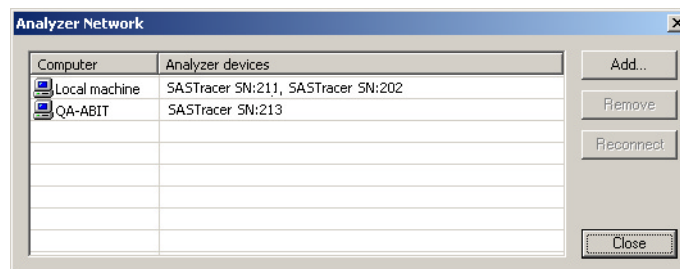 Analyzer Network
Computer Analyzer devices
Local machine SASTracer SN:211, SASTracer SN:202
QA-ABIT SASTracer SN:213
Add...
Remove
Reconnect
Close